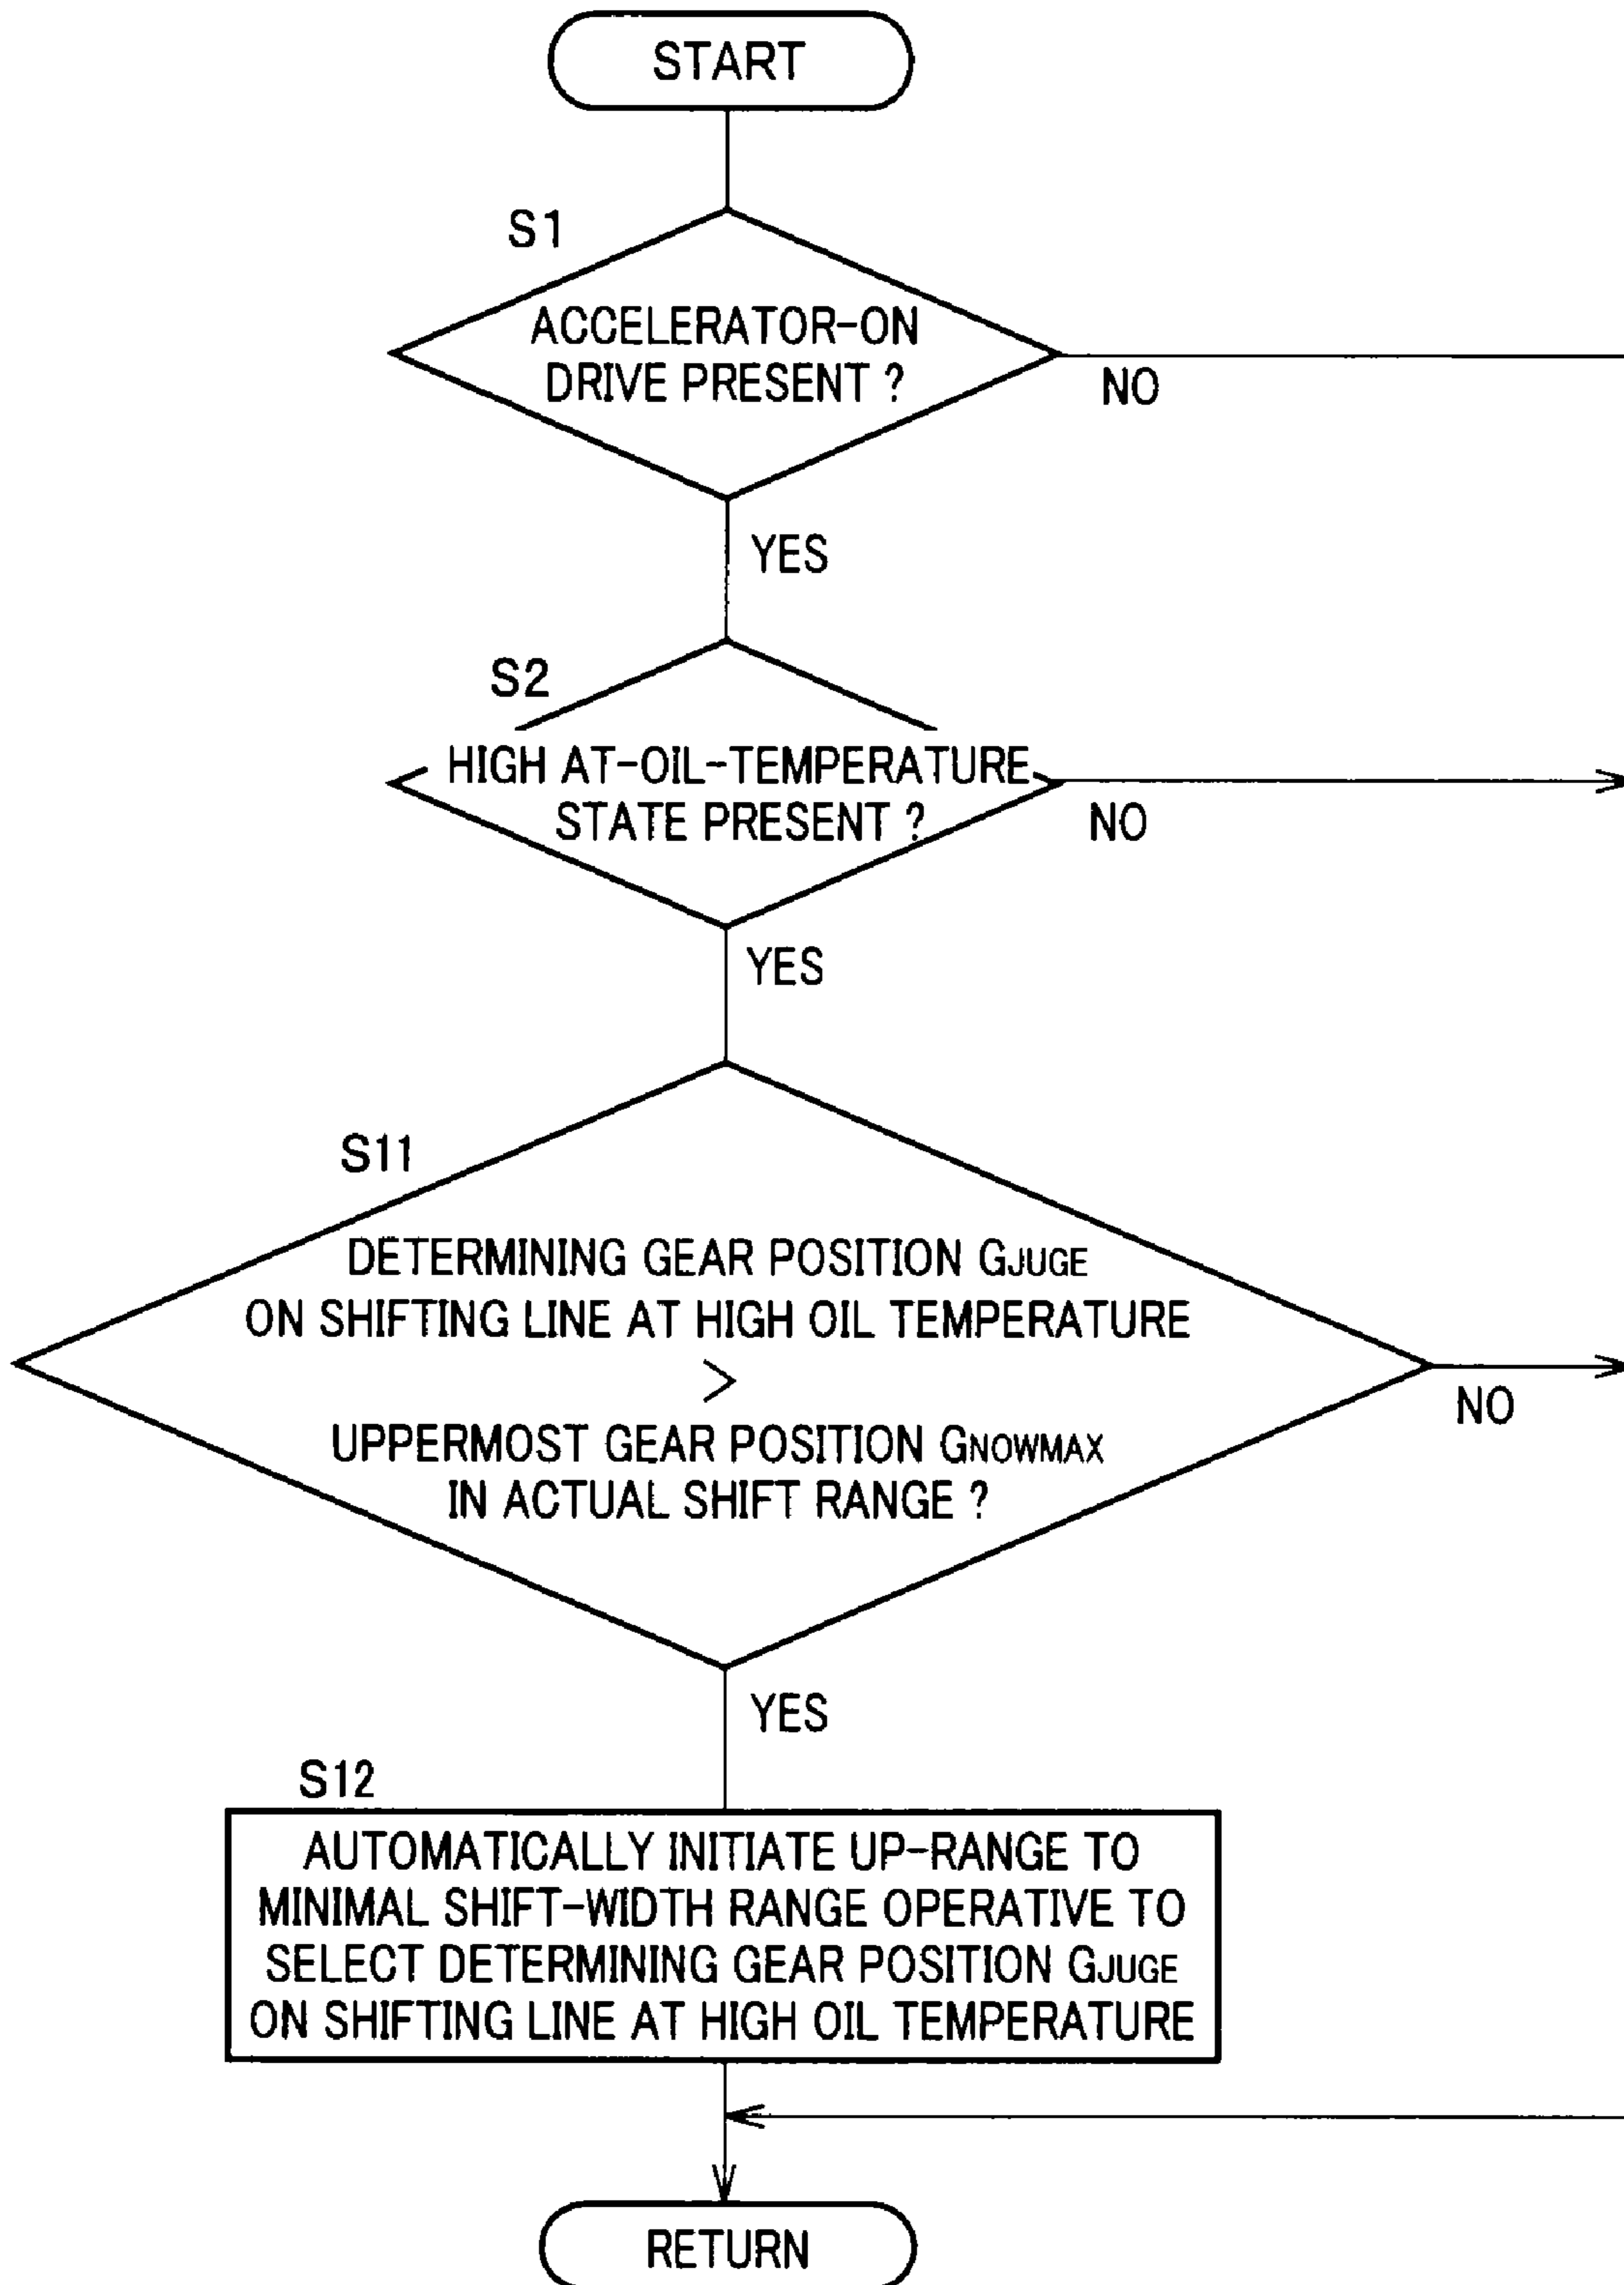 START
S1
ACCELERATOR-ON
DRIVE PRESENT ?
NO
YES
S2
HIGH AT-OIL-TEMPERATURE
STATE PRESENT ?
NO
YES
S11
DETERMINING GEAR POSITION GJUGE
ON SHIFTING LINE AT HIGH OIL TEMPERATURE
>
UPPERMOST GEAR POSITION GNOWMAX
IN ACTUAL SHIFT RANGE ?
NO
YES
S12
AUTOMATICALLY INITIATE UP-RANGE TO
MINIMAL SHIFT-WIDTH RANGE OPERATIVE TO
SELECT DETERMINING GEAR POSITION GJUGE
ON SHIFTING LINE AT HIGH OIL TEMPERATURE
RETURN